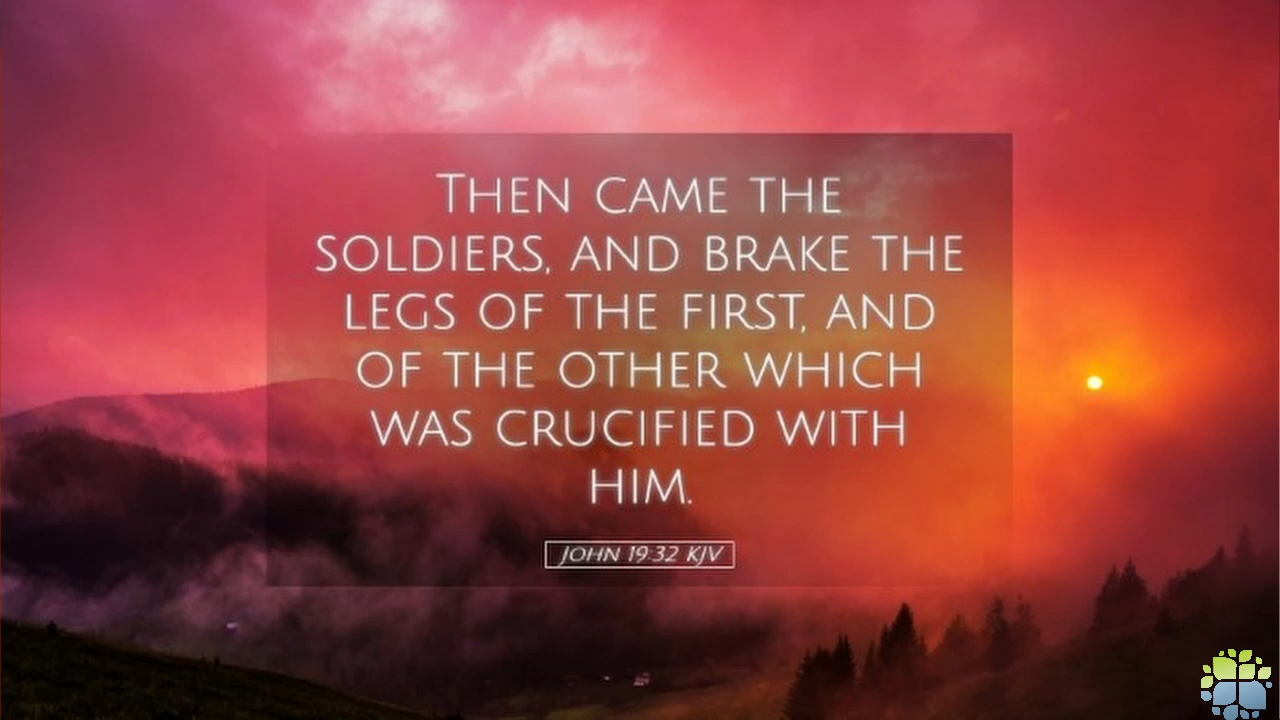 Then came the
soldiers, and brake the
legs of the first, and
of the other which
was crucified with
him.
John 19:32 KJV